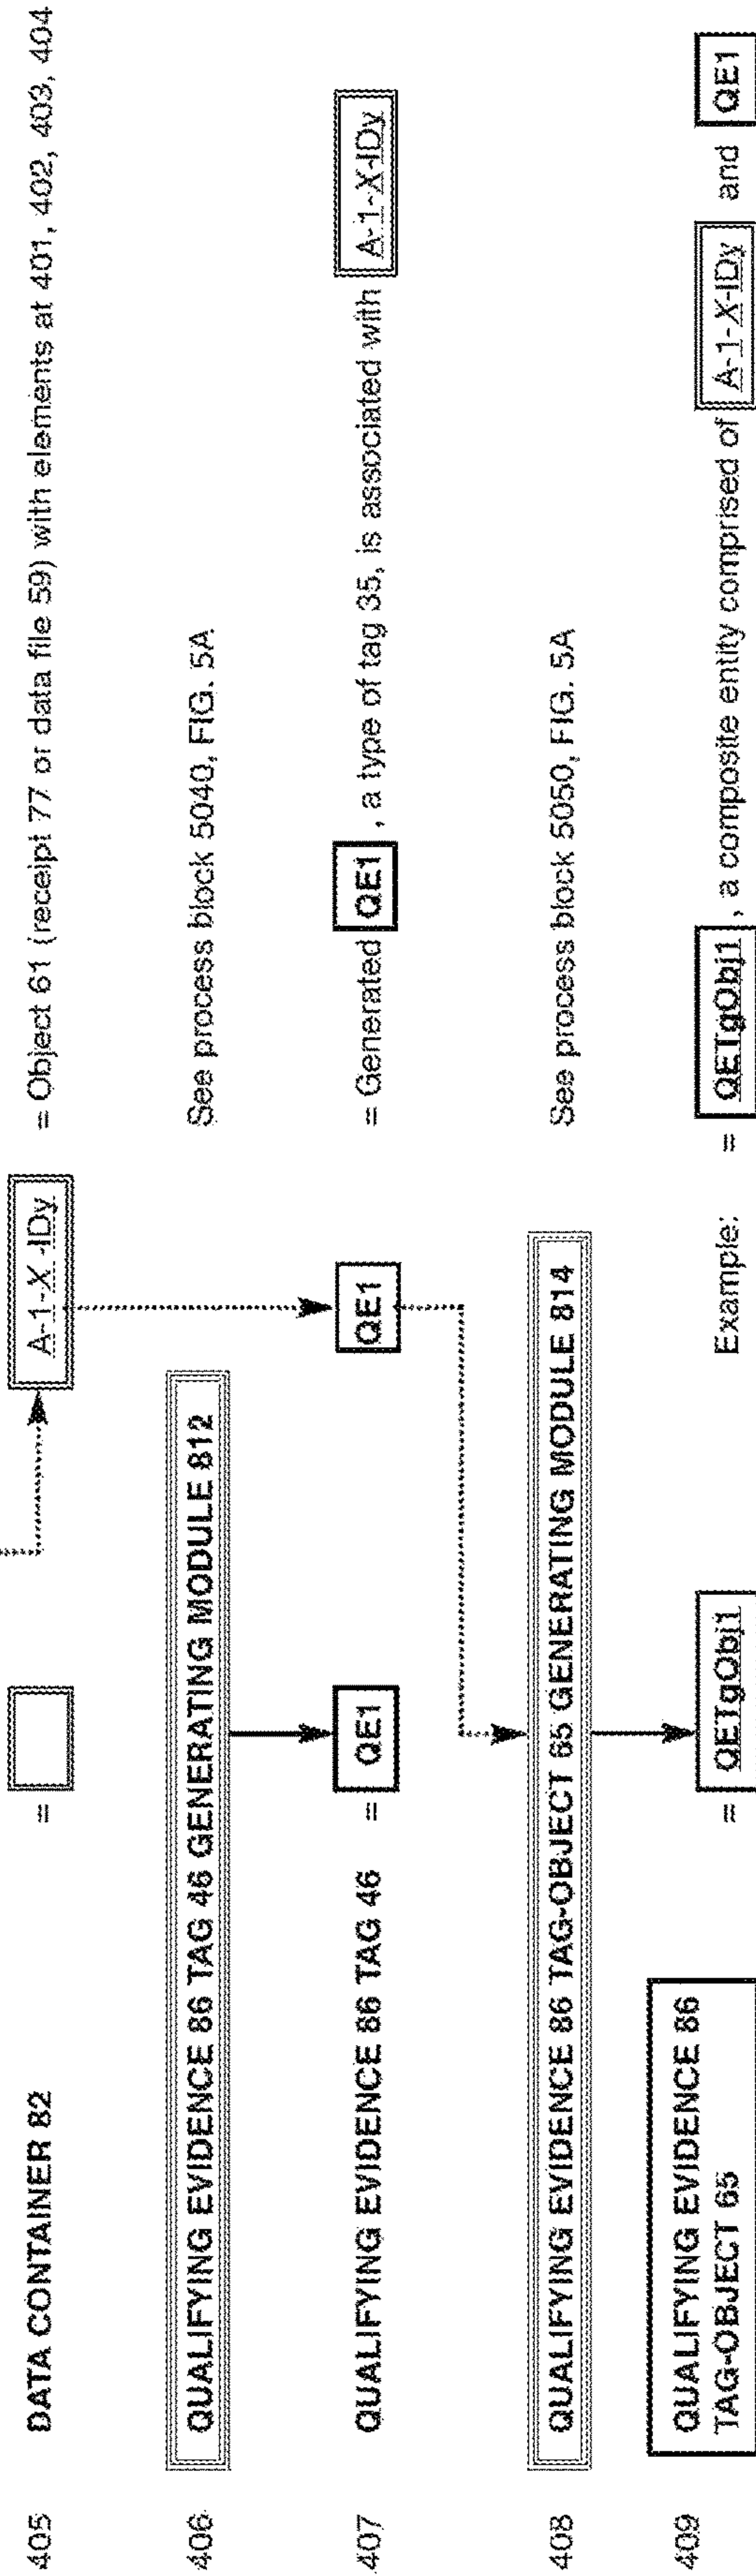 405 DATA CONTAINER 82 = A-1-X-IDy = Object 61 (receipt 77 or data file 59) with elements at 401, 402, 403, 404
406 QUALIFYING EVIDENCE 86 TAG 46 GENERATING MODULE 812 See process block 5040, FIG. 5A
407 QUALIFYING EVIDENCE 86 TAG 46 = QE1 QE1 = Generated QE1 , a type of tag 35, is associated with A-1-X-IDy
408 QUALIFYING EVIDENCE 86 TAG-OBJECT 65 GENERATING MODULE 814 See process block 5050, FIG. 5A
409 QUALIFYING EVIDENCE 86
TAG-OBJECT 65 = QETgObj1 Example: = QETgObj1 , a composite entity comprised of A-1-X-IDy and QE1